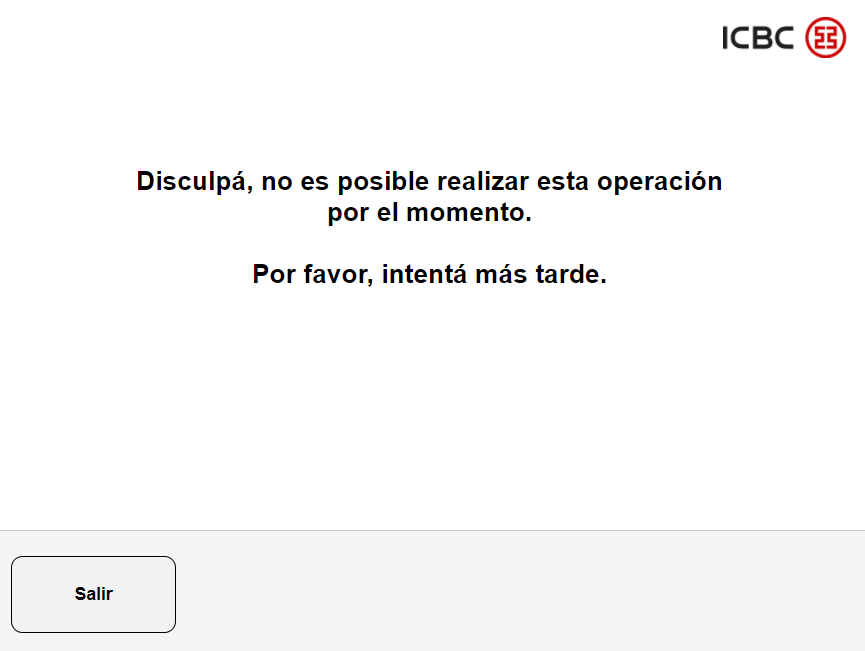 ICBC
Disculpá, no es posible realizar esta operación
por el momento.
Por favor, intentá más tarde.
Salir